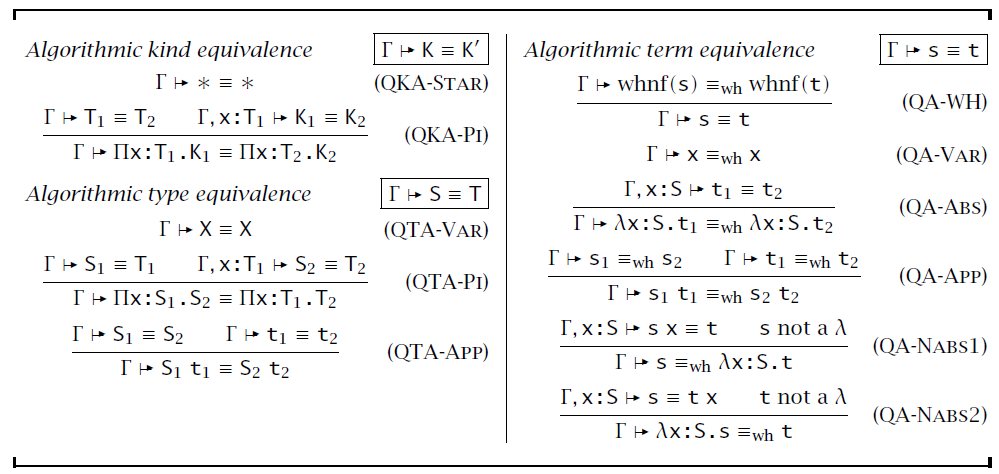 Algorithmic kind equivalence Γ ↦ K ≡ K′
Γ ↦ ∗ ≡ ∗ (QKA-STAR)
Γ ↦ T₁ ≡ T₂ Γ, x:T₁ ↦ K₁ ≡ K₂
Γ ↦ Πx:T₁.K₁ ≡ Πx:T₂.K₂ (QKA-PI)
Algorithmic type equivalence Γ ↦ S ≡ T
Γ ↦ X ≡ X (QTA-VAR)
Γ ↦ S₁ ≡ T₁ Γ, x:T₁ ↦ S₂ ≡ T₂
Γ ↦ Πx:S₁.S₂ ≡ Πx:T₁.T₂ (QTA-PI)
Γ ↦ S₁ ≡ S₂ Γ ↦ t₁ ≡ t₂
Γ ↦ S₁ t₁ ≡ S₂ t₂ (QTA-APP)
Algorithmic term equivalence Γ ↦ s ≡ t
Γ ↦ whnf(s) ≡wh whnf(t)
Γ ↦ s ≡ t (QA-WH)
Γ ↦ x ≡wh x (QA-VAR)
Γ, x:S ↦ t₁ ≡ t₂
Γ ↦ λx:S.t₁ ≡wh λx:S.t₂ (QA-ABS)
Γ ↦ s₁ ≡wh s₂ Γ ↦ t₁ ≡wh t₂
Γ ↦ s₁ t₁ ≡wh s₂ t₂ (QA-APP)
Γ, x:S ↦ s x ≡ t s not a λ
Γ ↦ s ≡wh λx:S.t (QA-NABS1)
Γ, x:S ↦ s ≡ t x t not a λ
Γ ↦ λx:S.s ≡wh t (QA-NABS2)